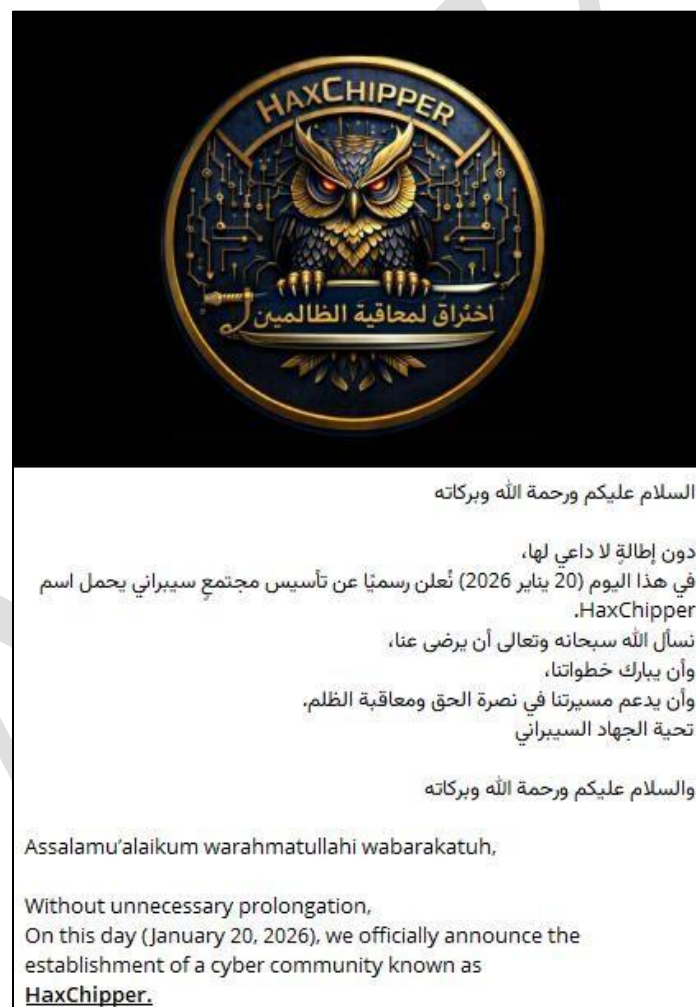 HAXCHIPPER
اختراق لمعاقبة الظالمين
السلام عليكم ورحمة الله وبركاته
دون إطالةٍ لا داعي لها،
في هذا اليوم (20 يناير 2026) نُعلن رسميًا عن تأسيس مجتمعٍ سيبراني يحمل اسم
HaxChipper.
نسأل الله سبحانه وتعالى أن يرضى عنا،
وأن يبارك خطواتنا،
وأن يدعم مسيرتنا في نصرة الحق ومعاقبة الظلم.
تحية الجهاد السيبراني
والسلام عليكم ورحمة الله وبركاته
Assalamu’alaikum warahmatullahi wabarakatuh,
Without unnecessary prolongation,
On this day (January 20, 2026), we officially announce the
establishment of a cyber community known as
HaxChipper.